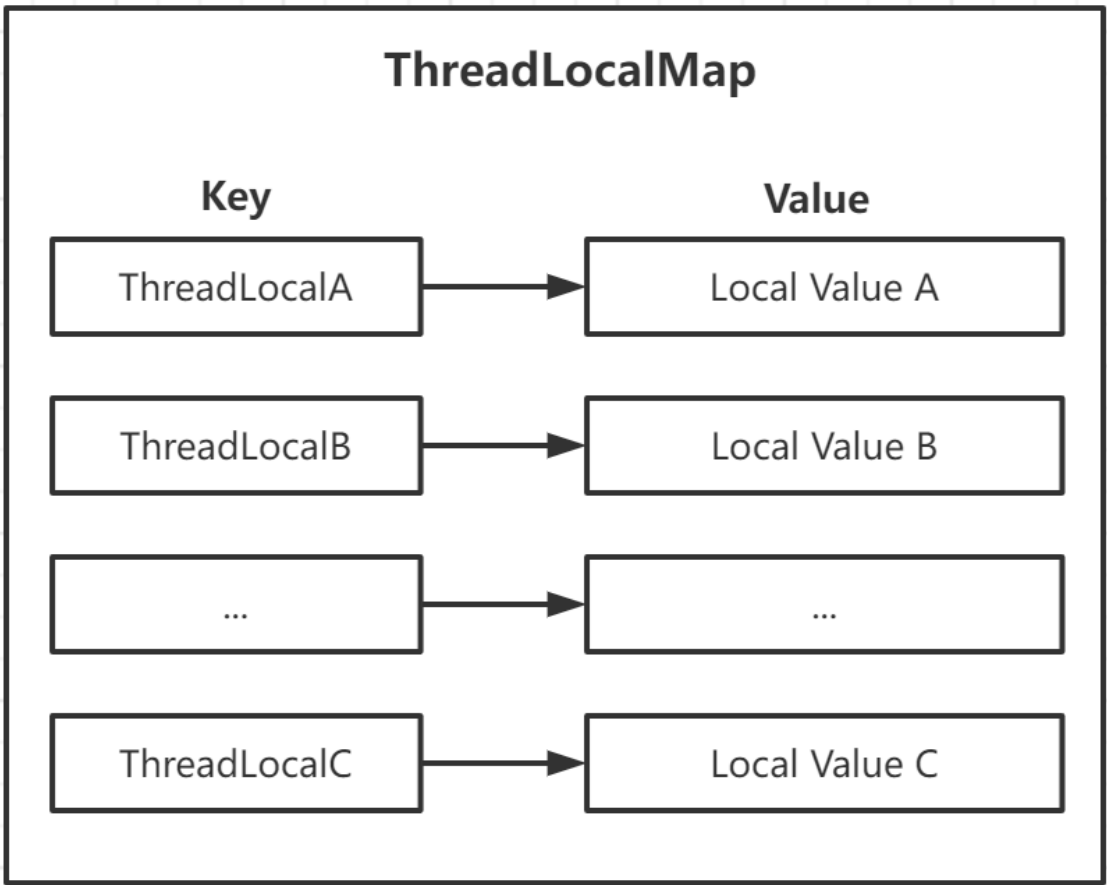 ThreadLocalMap
Key
Value
ThreadLocalA
Local Value A
ThreadLocalB
Local Value B
...
...
ThreadLocalC
Local Value C